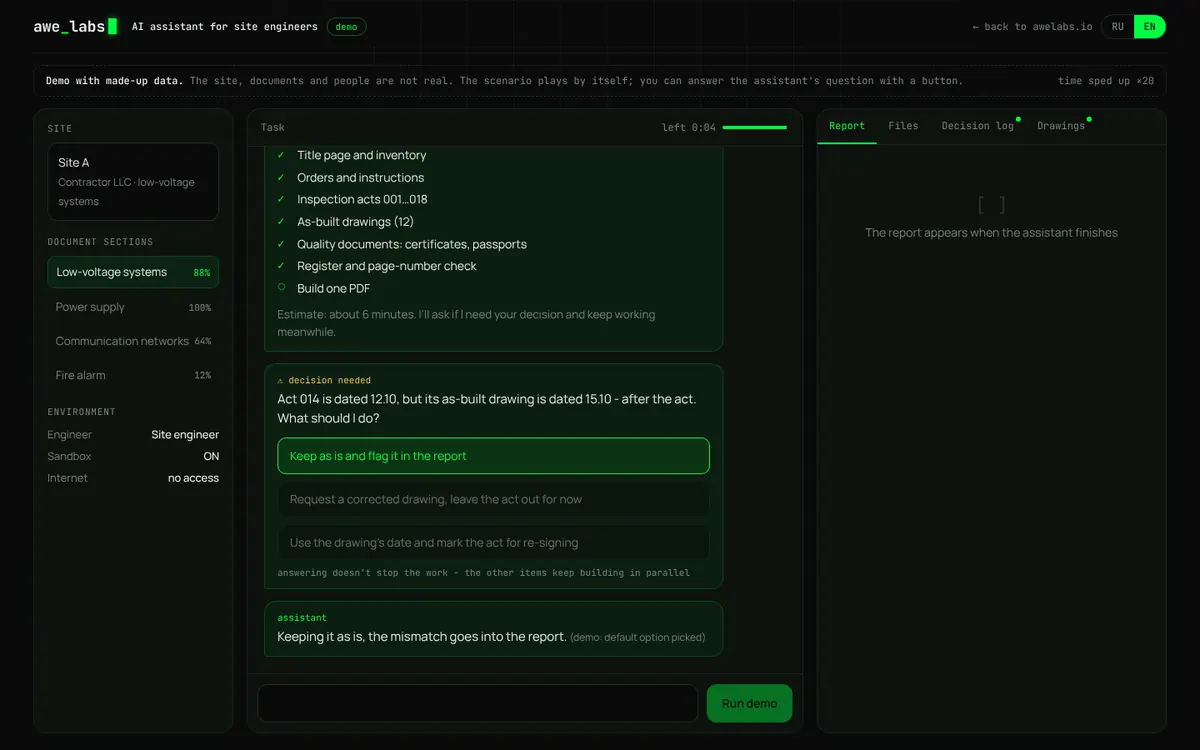 awe_labs
AI assistant for site engineers
demo
← back to awelabs.io
RU
EN
Demo with made-up data. The site, documents and people are not real. The scenario plays by itself; you can answer the assistant's question with a button.
time sped up ×20
SITE
Site A
Contractor LLC · low-voltage
systems
DOCUMENT SECTIONS
Low-voltage systems 88%
Power supply 100%
Communication networks 64%
Fire alarm 12%
ENVIRONMENT
Engineer Site engineer
Sandbox ON
Internet no access
Task
left 0:04
✓ Title page and inventory
✓ Orders and instructions
✓ Inspection acts 001…018
✓ As-built drawings (12)
✓ Quality documents: certificates, passports
✓ Register and page-number check
Build one PDF
Estimate: about 6 minutes. I'll ask if I need your decision and keep working
meanwhile.
⚠ decision needed
Act 014 is dated 12.10, but its as-built drawing is dated 15.10 - after the act.
What should I do?
Keep as is and flag it in the report
Request a corrected drawing, leave the act out for now
Use the drawing's date and mark the act for re-signing
answering doesn't stop the work - the other items keep building in parallel
assistant
Keeping it as is, the mismatch goes into the report. (demo: default option picked)
Run demo
Report
Files
Decision log
Drawings
[ ]
The report appears when the assistant finishes